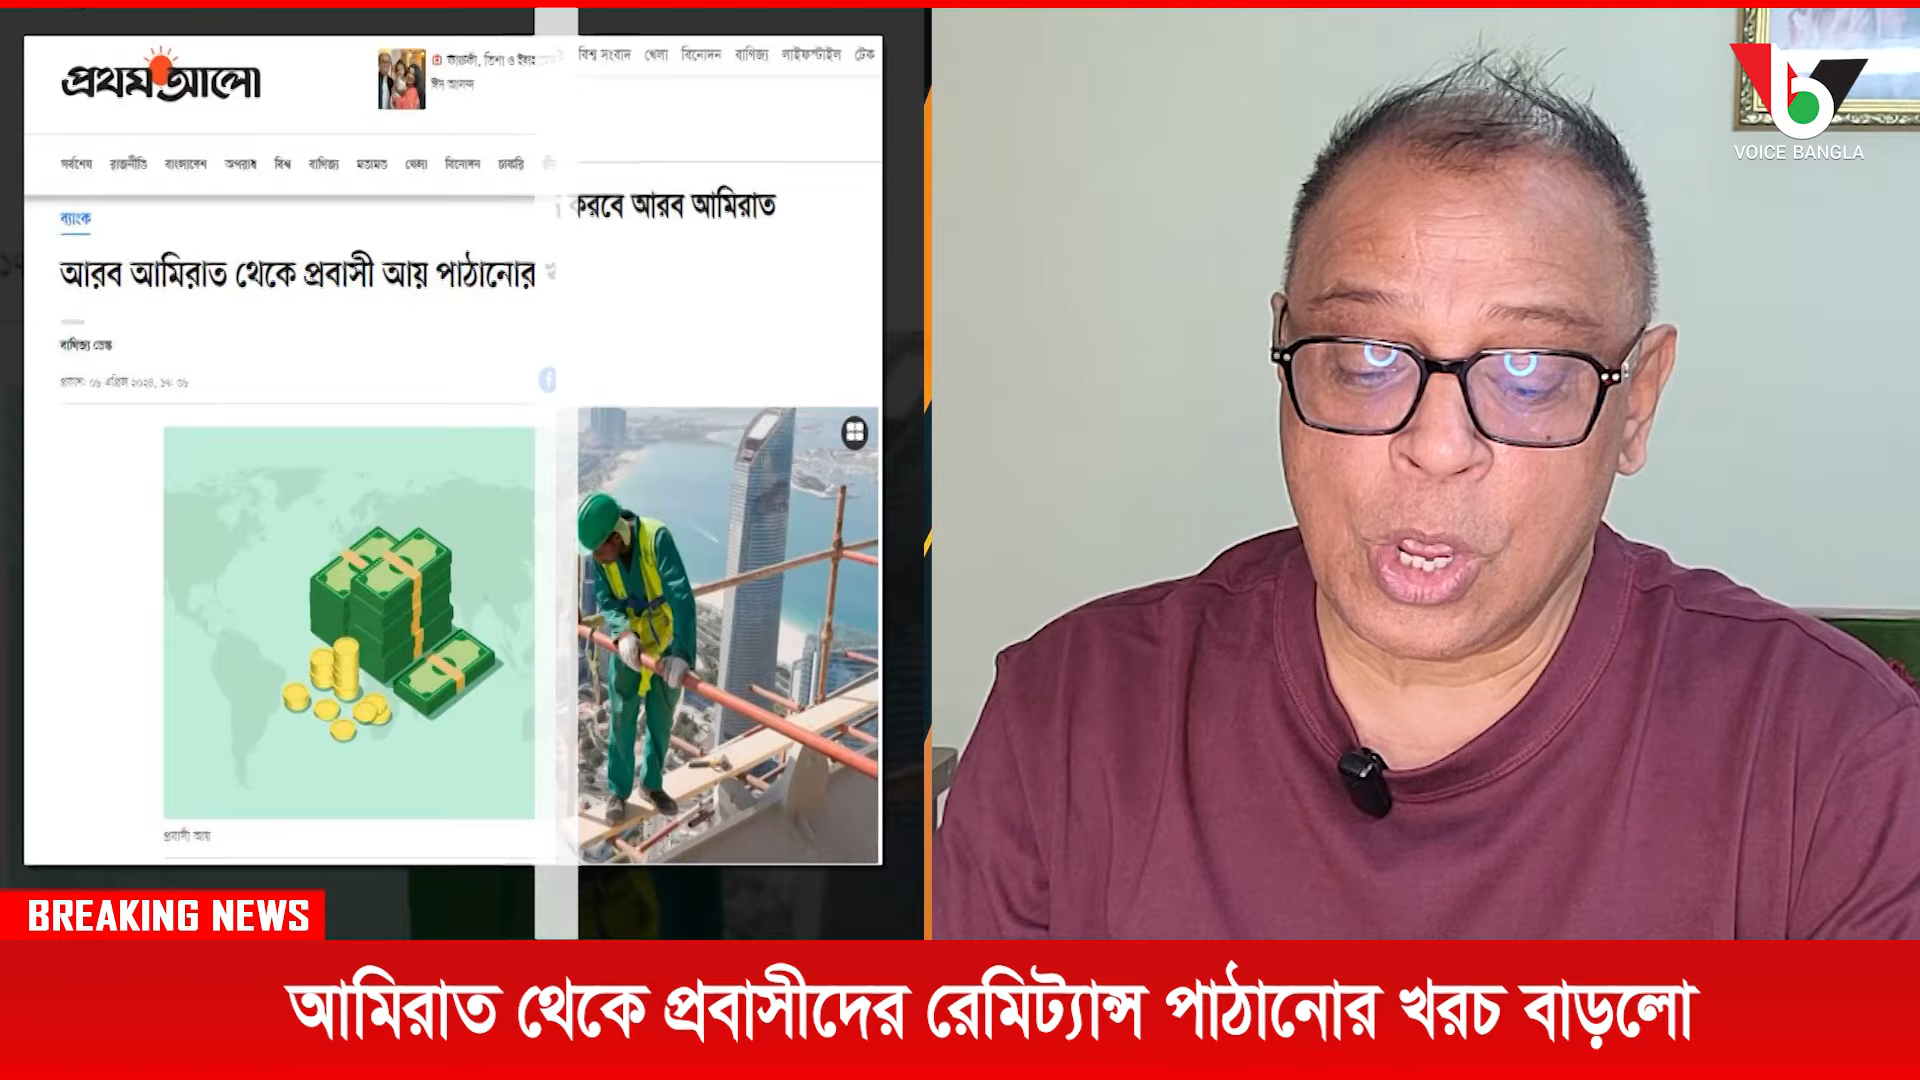 প্রথম আলো
বিশ্ব সংবাদ খেলা বিনোদন বাণিজ্য লাইফস্টাইল টেক
সর্বশেষ রাজনীতি বাংলাদেশ অপরাধ বিশ্ব বাণিজ্য মতামত খেলা বিনোদন চাকরি
ব্যাংক
করবে আরব আমিরাত
আরব আমিরাত থেকে প্রবাসী আয় পাঠানোর
বাণিজ্য ডেস্ক
প্রবাসী আয়
VOICE BANGLA
BREAKING NEWS
আমিরাত থেকে প্রবাসীদের রেমিট্যান্স পাঠানোর খরচ বাড়লো